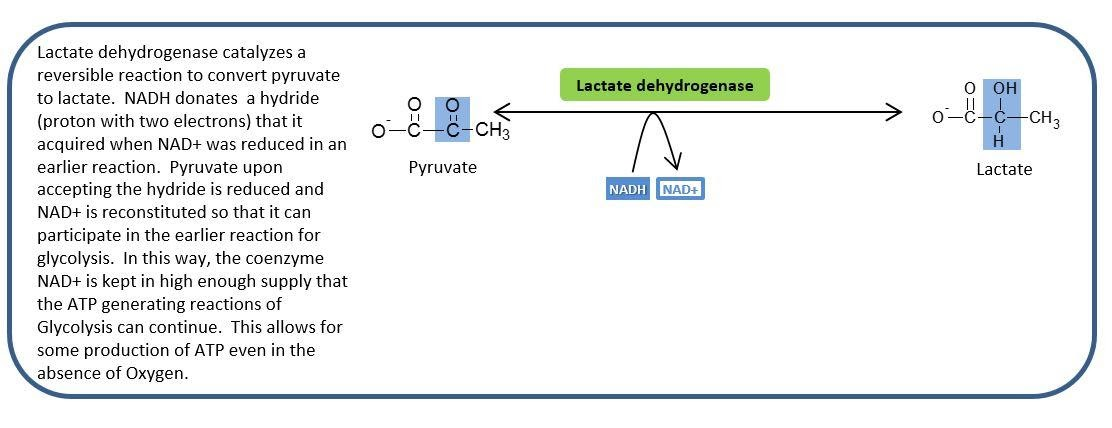 Lactate dehydrogenase catalyzes a
reversible reaction to convert pyruvate
to lactate.  NADH donates  a hydride
(proton with two electrons) that it
acquired when NAD+ was reduced in an
earlier reaction.  Pyruvate upon
accepting the hydride is reduced and
NAD+ is reconstituted so that it can
participate in the earlier reaction for
glycolysis.  In this way, the coenzyme
NAD+ is kept in high enough supply that
the ATP generating reactions of
Glycolysis can continue.  This allows for
some production of ATP even in the
absence of Oxygen.
O O
O⁻–C–C–CH₃
Pyruvate
Lactate dehydrogenase
NADH NAD+
O OH
O⁻–C–C–CH₃
H
Lactate